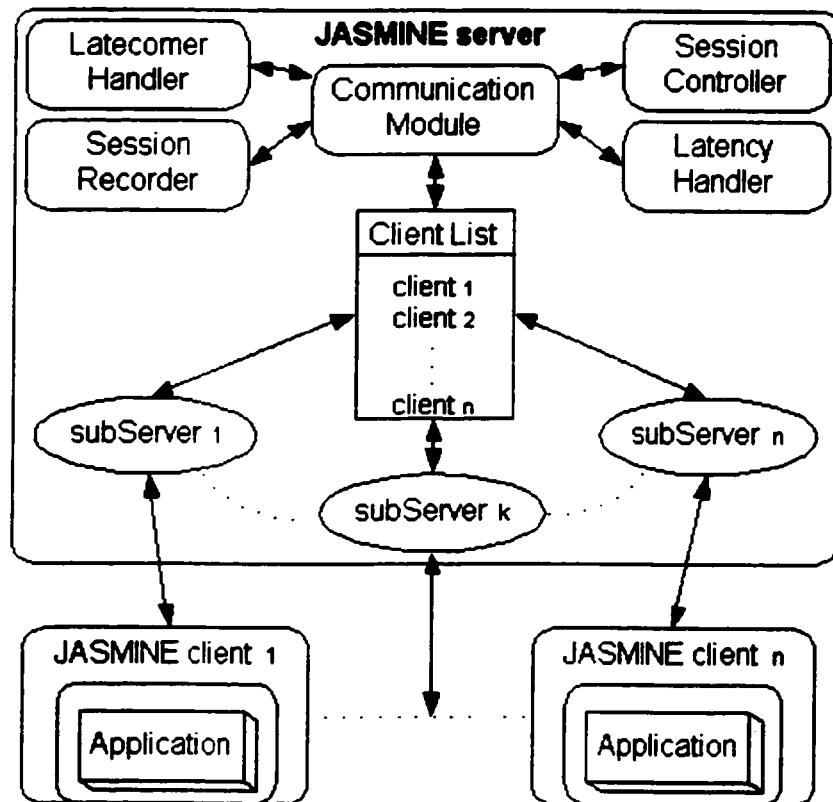 JASMINE server
Latecomer
Handler
Communication
Module
Session
Controller
Session
Recorder
Latency
Handler
Client List
client 1
client 2
client n
subServer 1
subServer k
subServer n
JASMINE client 1
Application
JASMINE client n
Application